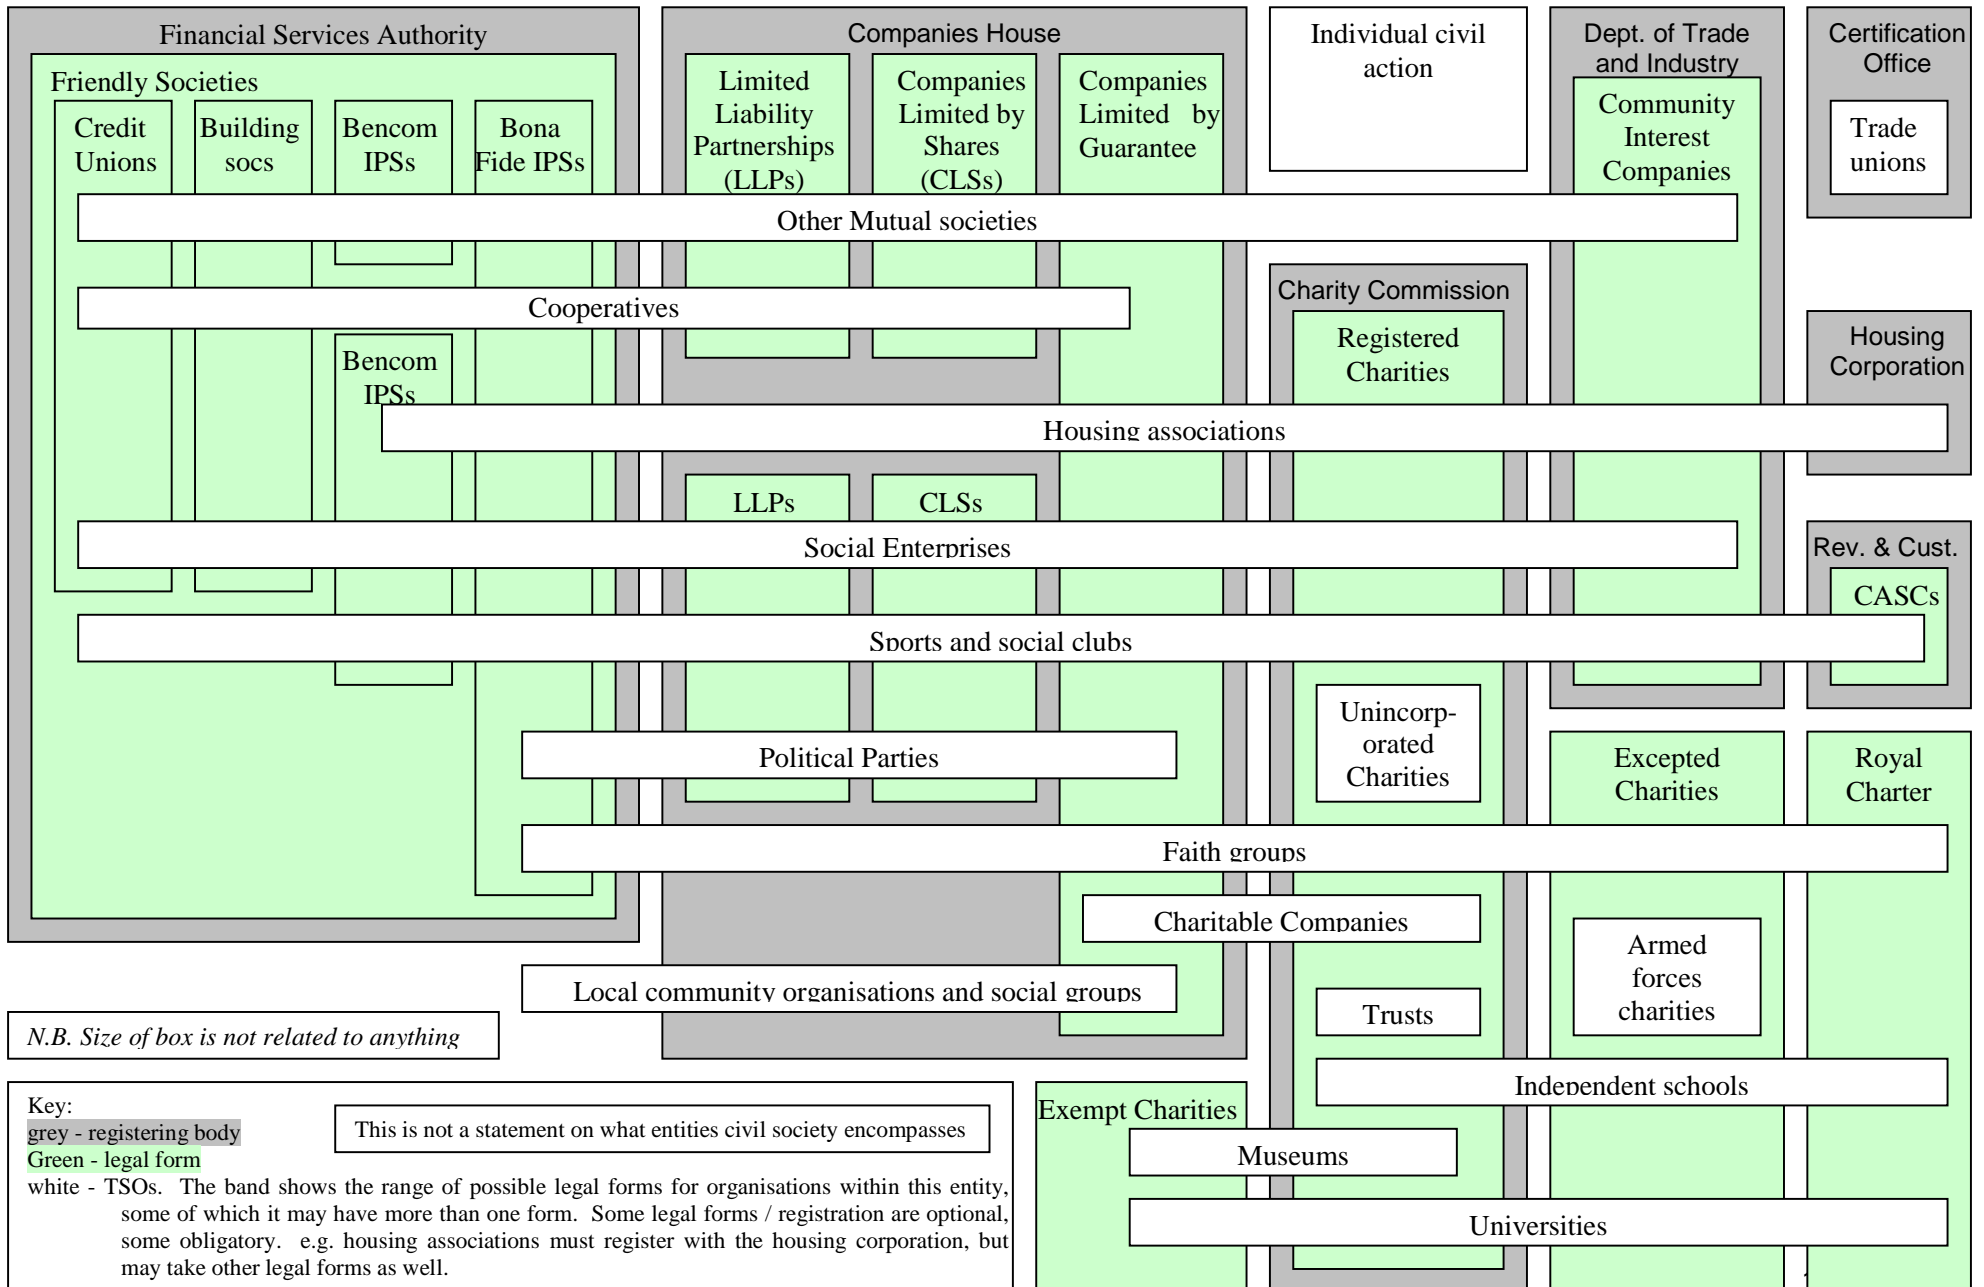 Financial Services Authority
Friendly Societies
Credit
Unions
Building
socs
Bencom
IPSs
Bona
Fide IPSs
Companies House
Limited
Liability
Partnerships
(LLPs)
Companies
Limited by
Shares
(CLSs)
Companies
Limited by
Guarantee
Individual civil
action
Dept. of Trade
and Industry
Community
Interest
Companies
Certification
Office
Trade
unions
Other Mutual societies
Cooperatives
Charity Commission
Registered
Charities
Housing
Corporation
Bencom
IPSs
Housing associations
LLPs
CLSs
Social Enterprises
Rev. & Cust.
CASCs
Sports and social clubs
Unincorp-
orated
Charities
Political Parties
Excepted
Charities
Royal
Charter
Faith groups
Charitable Companies
Armed
forces
charities
Local community organisations and social groups
Trusts
N.B. Size of box is not related to anything
Independent schools
Key:
grey - registering body
Green - legal form
This is not a statement on what entities civil society encompasses
white - TSOs. The band shows the range of possible legal forms for organisations within this entity,
some of which it may have more than one form. Some legal forms / registration are optional,
some obligatory. e.g. housing associations must register with the housing corporation, but
may take other legal forms as well.
Exempt Charities
Museums
Universities